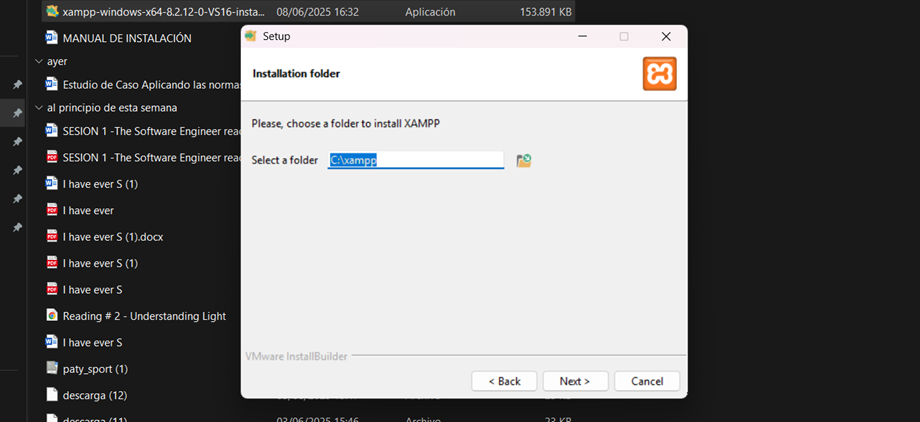 xampp-windows-x64-8.2.12-0-VS16-insta... 08/06/2025 16:32 Aplicación 153.891 KB
MANUAL DE INSTALACIÓN
ayer
Estudio de Caso Aplicando las normas
al principio de esta semana
SESION 1 -The Software Engineer rea
SESION 1 -The Software Engineer rea
I have ever S (1)
I have ever
I have ever S (1).docx
I have ever S (1)
I have ever S
Reading # 2 - Understanding Light
I have ever S
paty_sport (1)
descarga (12)
descarga (11) 03/06/2025 15:46 Archivo 23 KB
Setup
Installation folder
Please, choose a folder to install XAMPP
Select a folder C:\xampp
VMware InstallBuilder
< Back Next > Cancel